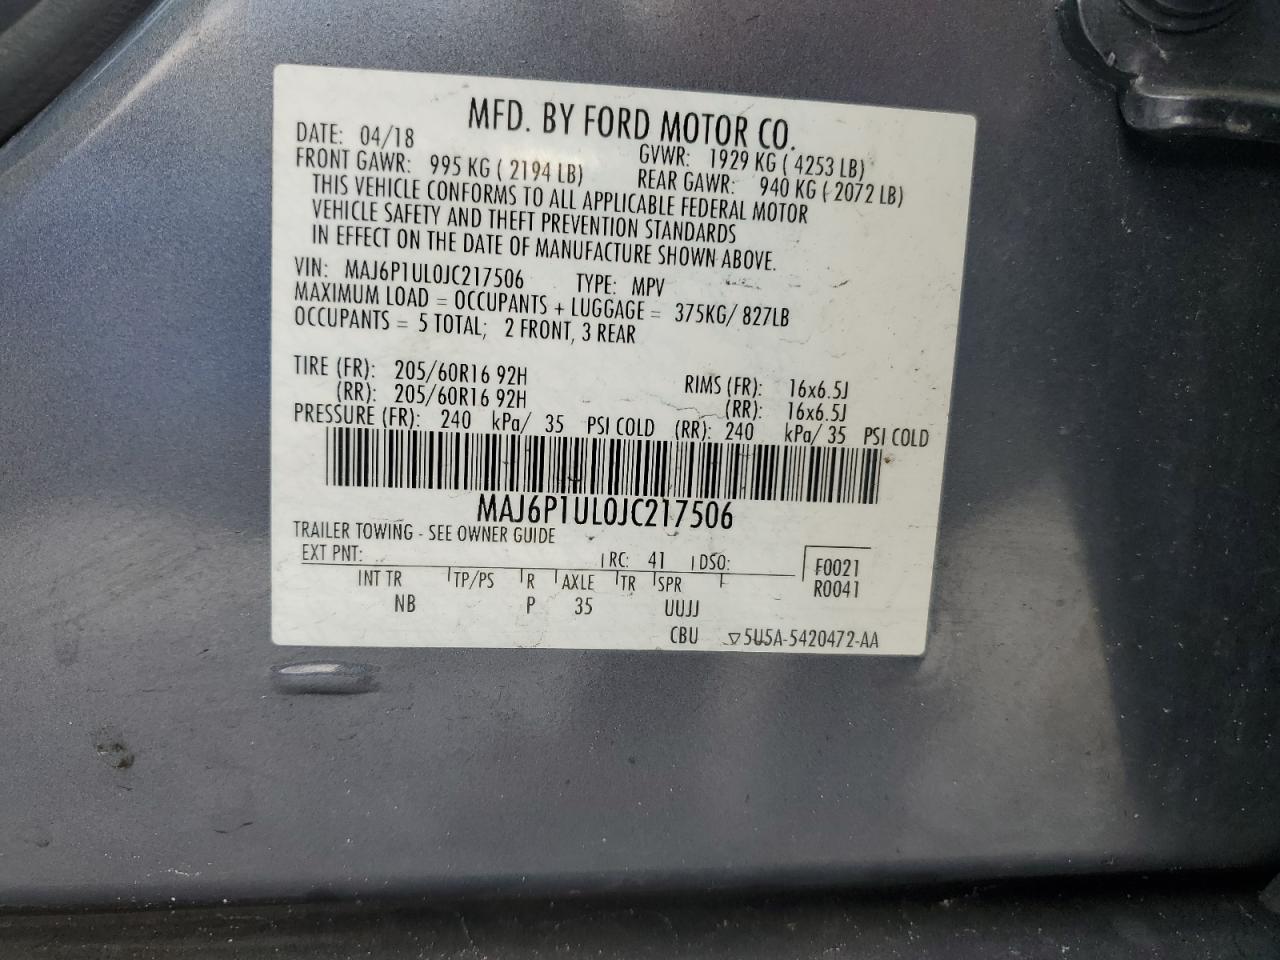 MFD. BY FORD MOTOR CO.
DATE: 04/18 GVWR: 1929 KG ( 4253 LB)
FRONT GAWR: 995 KG ( 2194 LB) REAR GAWR: 940 KG ( 2072 LB)
THIS VEHICLE CONFORMS TO ALL APPLICABLE FEDERAL MOTOR
VEHICLE SAFETY AND THEFT PREVENTION STANDARDS
IN EFFECT ON THE DATE OF MANUFACTURE SHOWN ABOVE.
VIN: MAJ6P1UL0JC217506 TYPE: MPV
MAXIMUM LOAD = OCCUPANTS + LUGGAGE = 375KG/ 827LB
OCCUPANTS = 5 TOTAL; 2 FRONT, 3 REAR
TIRE (FR): 205/60R16 92H RIMS (FR): 16x6.5J
(RR): 205/60R16 92H (RR): 16x6.5J
PRESSURE (FR): 240 kPa/ 35 PSI COLD (RR): 240 kPa/ 35 PSI COLD
MAJ6P1UL0JC217506
TRAILER TOWING - SEE OWNER GUIDE
EXT PNT: RC: 41 DSO: F0021
INT TR TP/PS R AXLE TR SPR R0041
NB P 35 UUJJ
CBU ▽5U5A-5420472-AA